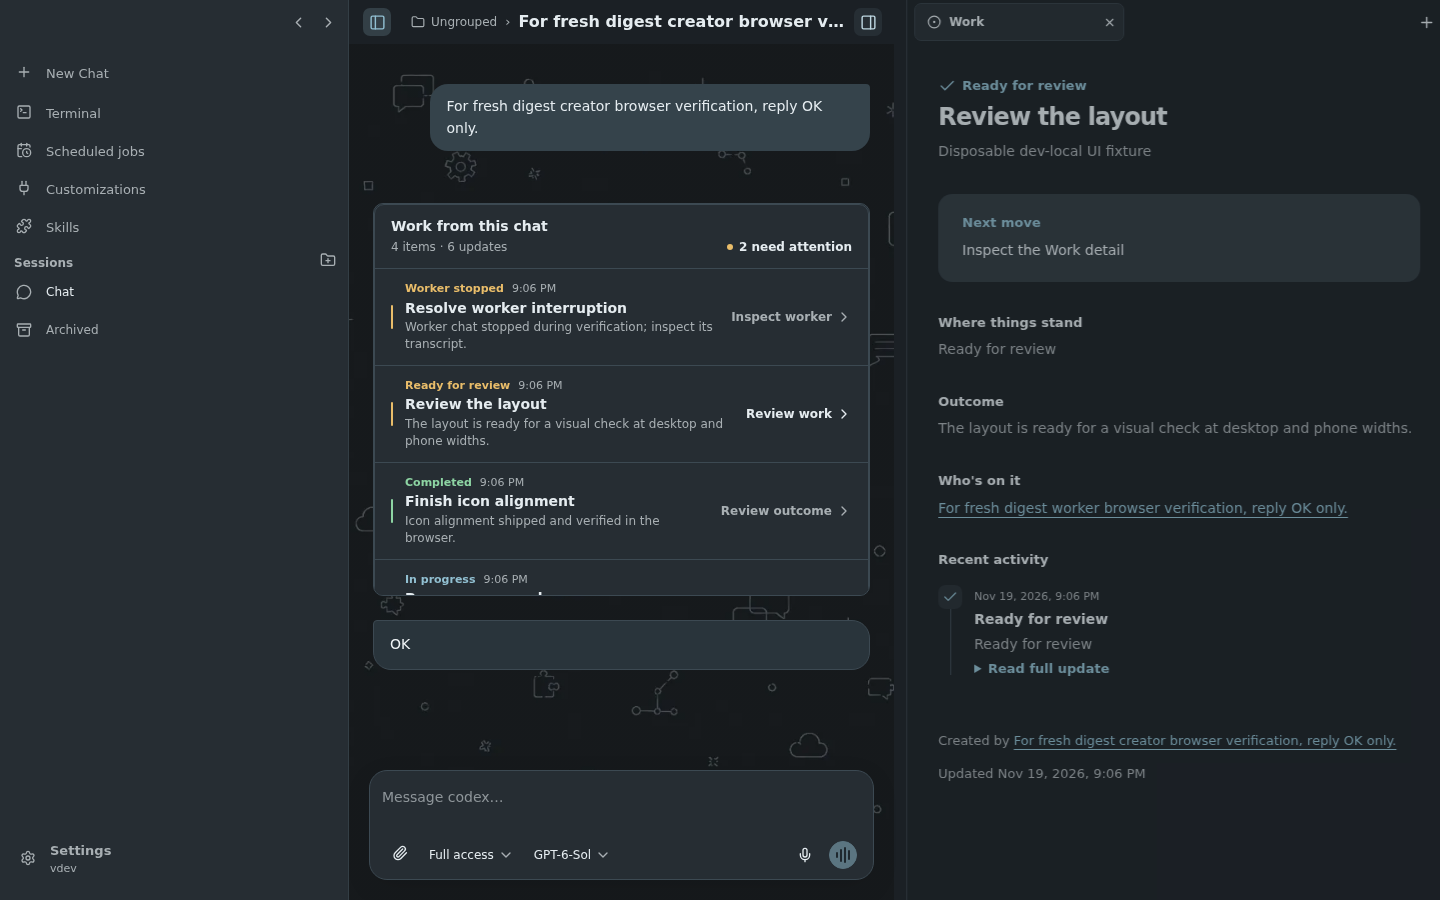 New Chat
Terminal
Scheduled jobs
Customizations
Skills
Sessions
Chat
Archived
Settings
vdev
Ungrouped › For fresh digest creator browser v...
For fresh digest creator browser verification, reply OK
only.
Work from this chat
4 items · 6 updates
2 need attention
Worker stopped 9:06 PM
Resolve worker interruption
Worker chat stopped during verification; inspect its
transcript.
Inspect worker
Ready for review 9:06 PM
Review the layout
The layout is ready for a visual check at desktop and
phone widths.
Review work
Completed 9:06 PM
Finish icon alignment
Icon alignment shipped and verified in the
browser.
Review outcome
In progress 9:06 PM
OK
Message codex...
Full access
GPT-6-Sol
Work
Ready for review
Review the layout
Disposable dev-local UI fixture
Next move
Inspect the Work detail
Where things stand
Ready for review
Outcome
The layout is ready for a visual check at desktop and phone widths.
Who's on it
For fresh digest worker browser verification, reply OK only.
Recent activity
Nov 19, 2026, 9:06 PM
Ready for review
Ready for review
Read full update
Created by For fresh digest creator browser verification, reply OK only.
Updated Nov 19, 2026, 9:06 PM